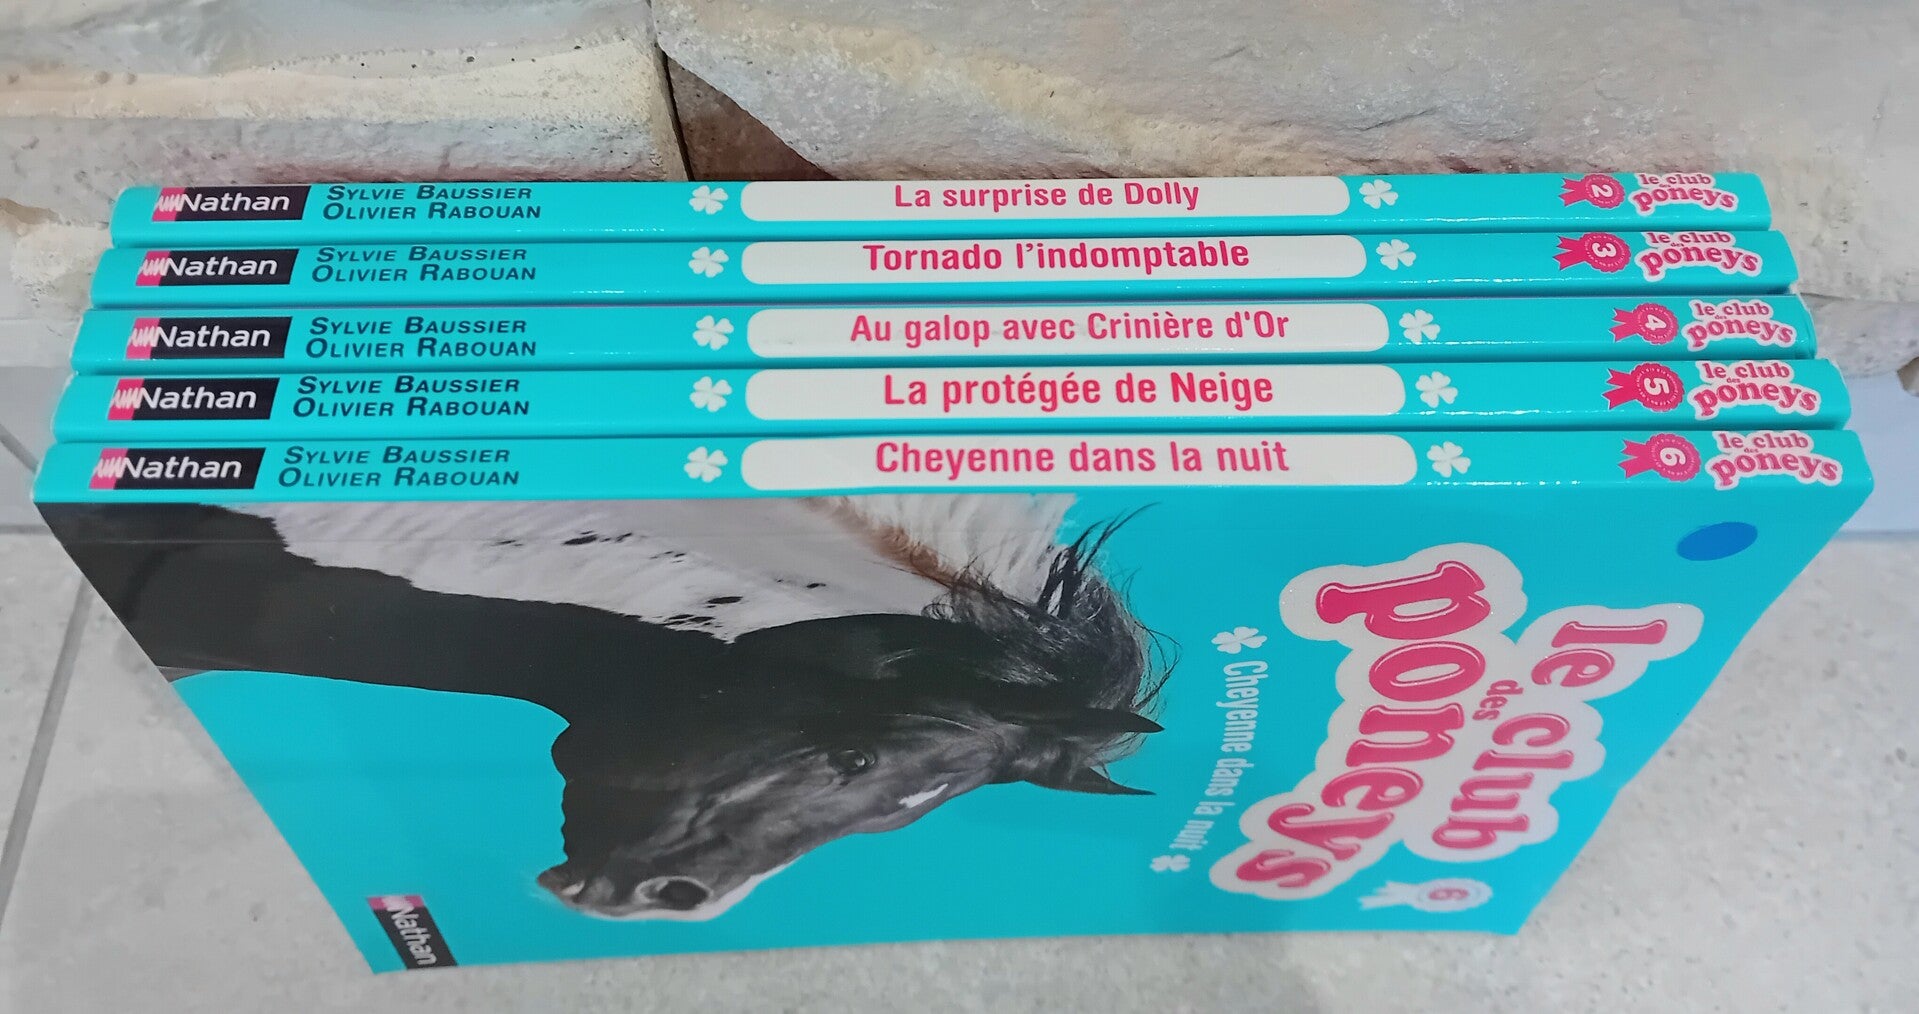 Nathan
SYLVIE BAUSSIER
OLIVIER RABOUAN
La surprise de Dolly
2
le club
des
poneys
Nathan
SYLVIE BAUSSIER
OLIVIER RABOUAN
Tornado l'indomptable
3
le club
des
poneys
Nathan
SYLVIE BAUSSIER
OLIVIER RABOUAN
Au galop avec Crinière d'Or
4
le club
des
poneys
Nathan
SYLVIE BAUSSIER
OLIVIER RABOUAN
La protégée de Neige
5
le club
des
poneys
Nathan
SYLVIE BAUSSIER
OLIVIER RABOUAN
Cheyenne dans la nuit
6
le club
des
poneys
le club
des
poneys
6
Cheyenne dans la nuit
Nathan